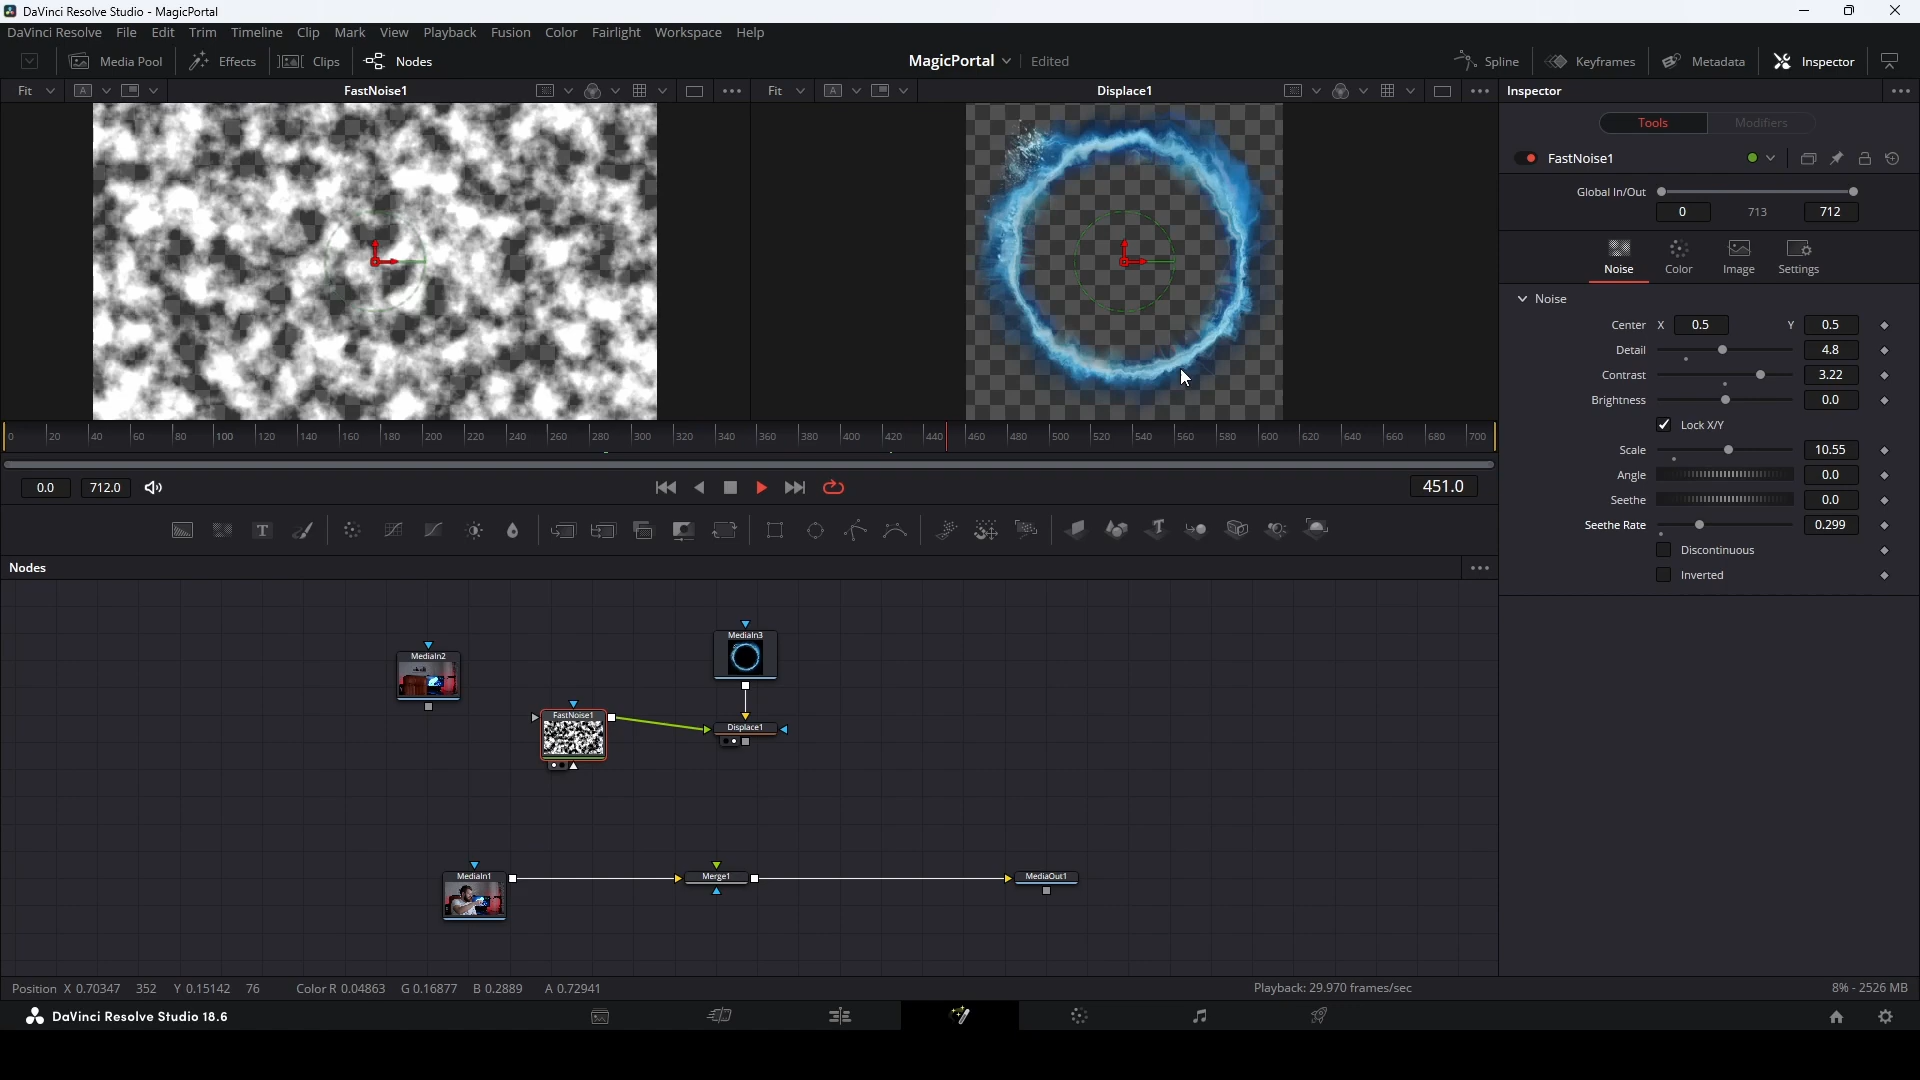 DaVinci Resolve Studio - MagicPortal
DaVinci Resolve File Edit Trim Timeline Clip Mark View Playback Fusion Color Fairlight Workspace Help
Media Pool Effects Clips Nodes MagicPortal Edited Spline Keyframes Metadata Inspector
Fit A FastNoise1 Fit A Displace1 Inspector
Tools Modifiers
FastNoise1
Global In/Out
0 713 712
Noise Color Image Settings
Noise
Center X 0.5 Y 0.5
Detail 4.8
Contrast 3.22
Brightness 0.0
Lock X/Y
Scale 10.55
Angle 0.0
Seethe 0.0
Seethe Rate 0.299
Discontinuous
Inverted
0 20 40 60 80 100 120 140 160 180 200 220 240 260 280 300 320 340 360 380 400 420 440 460 480 500 520 540 560 580 600 620 640 660 680 700
0.0 712.0 451.0
T T
Nodes
MediaIn3
MediaIn2
FastNoise1
Displace1
MediaIn1 Merge1 MediaOut1
Position X 0.70347 352 Y 0.15142 76 Color R 0.04863 G 0.16877 B 0.2889 A 0.72941 Playback: 29.970 frames/sec 8% - 2526 MB
DaVinci Resolve Studio 18.6